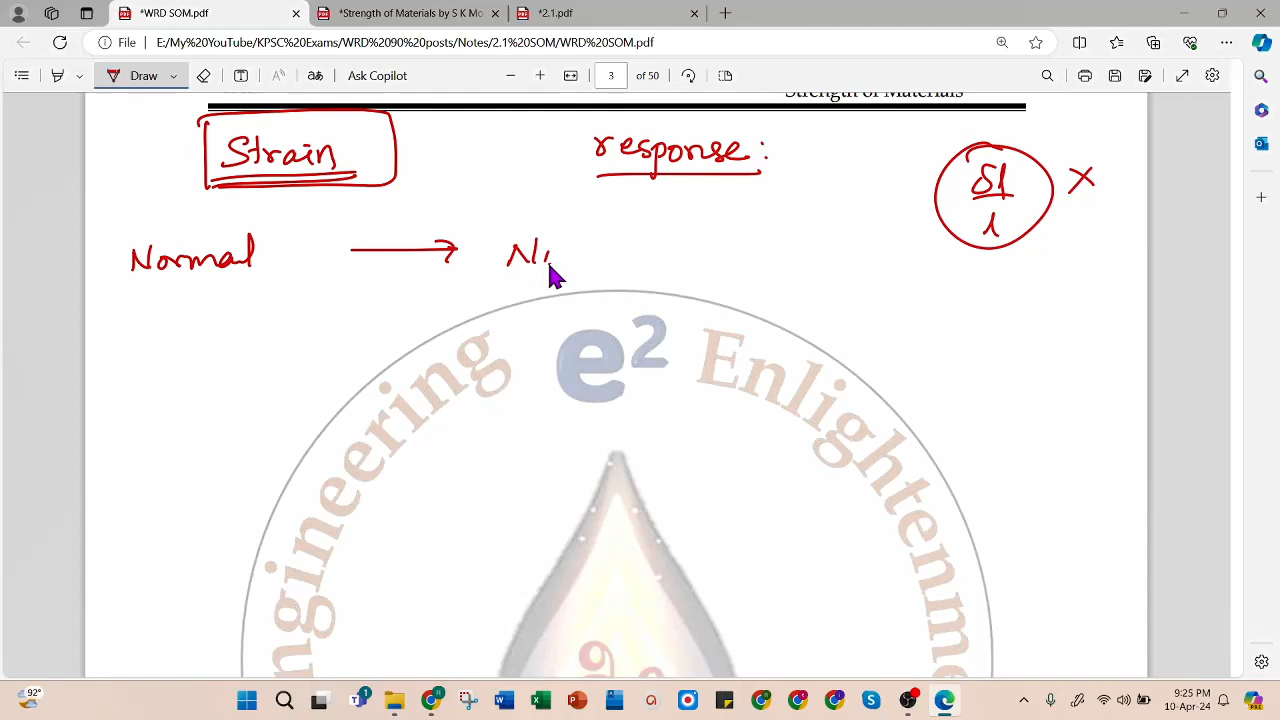 *WRD SOM.pdf
*Strength of Materials by S K Mo
*2.1.pdf
File
E:/My%20YouTube/KPSC%20Exams/WRD%2090%20posts/Notes/2.1%20SOM/WRD%20SOM.pdf
Draw
Ask Copilot
3 of 50
Strength of Materials
Strain
response:
δl
l
×
Normal → N
e²
Engineering
Enlightenme
92°
9:25 PM
10-Apr-24